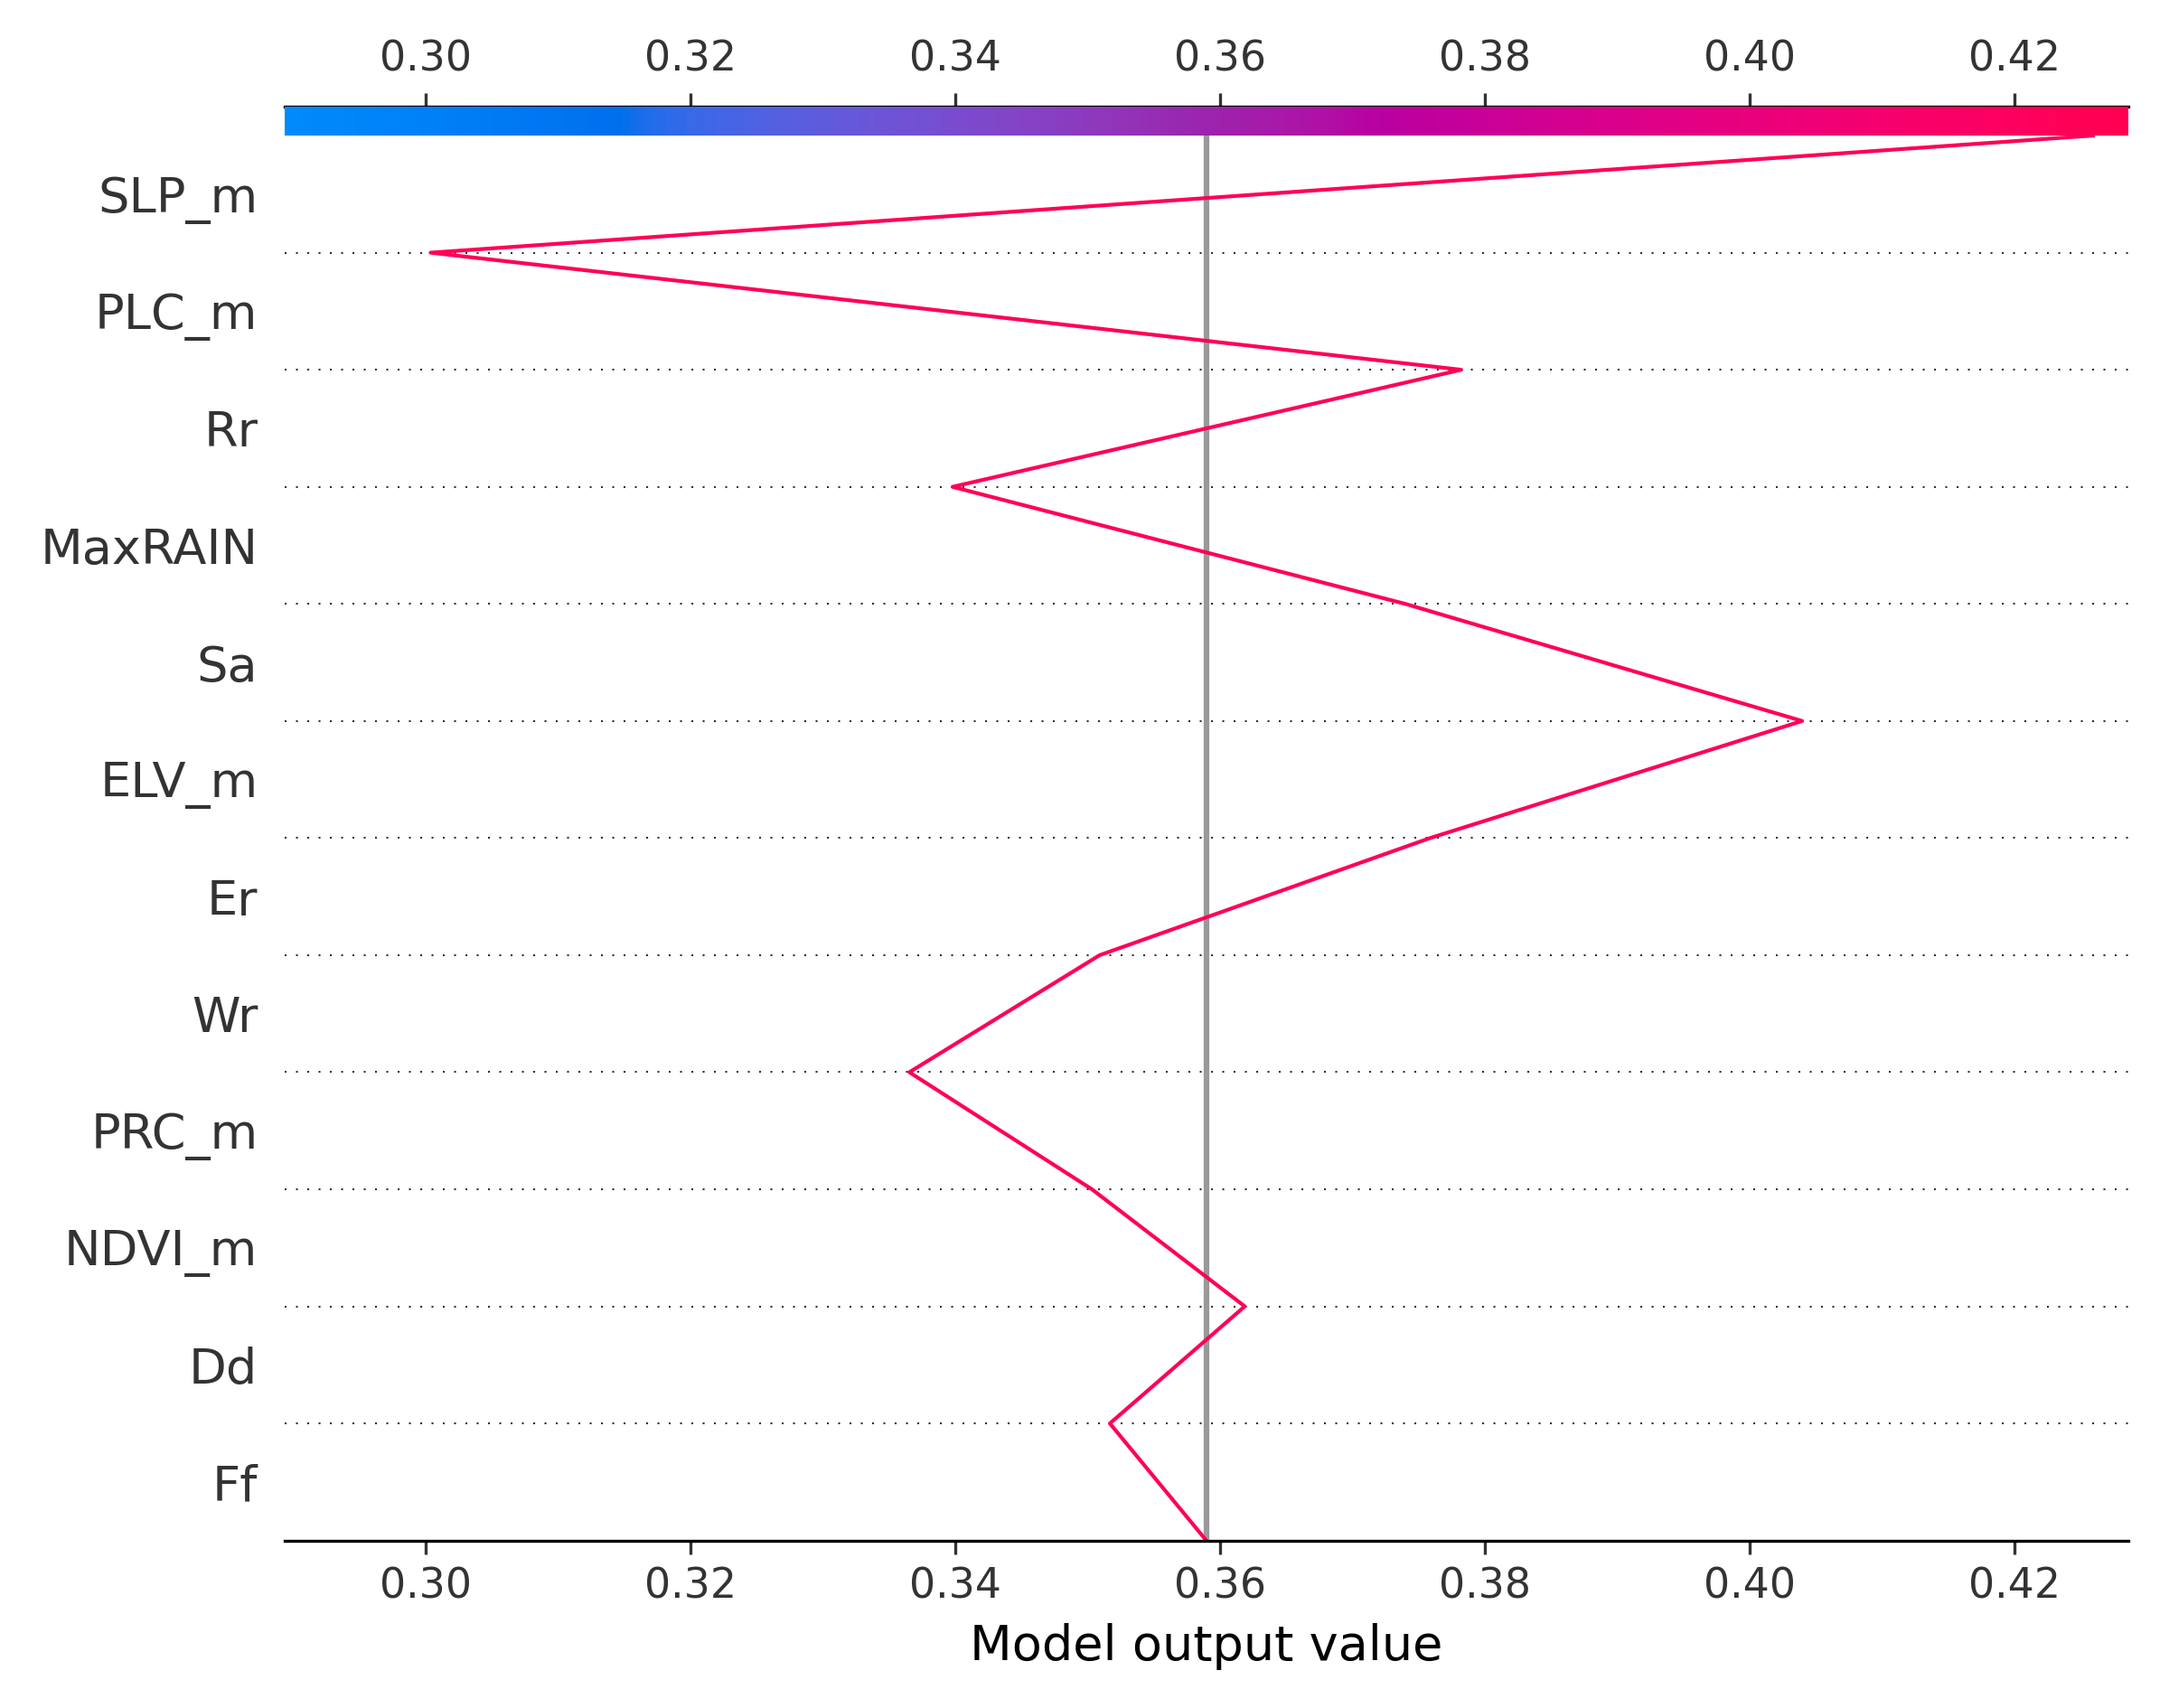 0.30 0.32 0.34 0.36 0.38 0.40 0.42
SLP_m
PLC_m
Rr
MaxRAIN
Sa
ELV_m
Er
Wr
PRC_m
NDVI_m
Dd
Ff
0.30 0.32 0.34 0.36 0.38 0.40 0.42
Model output value